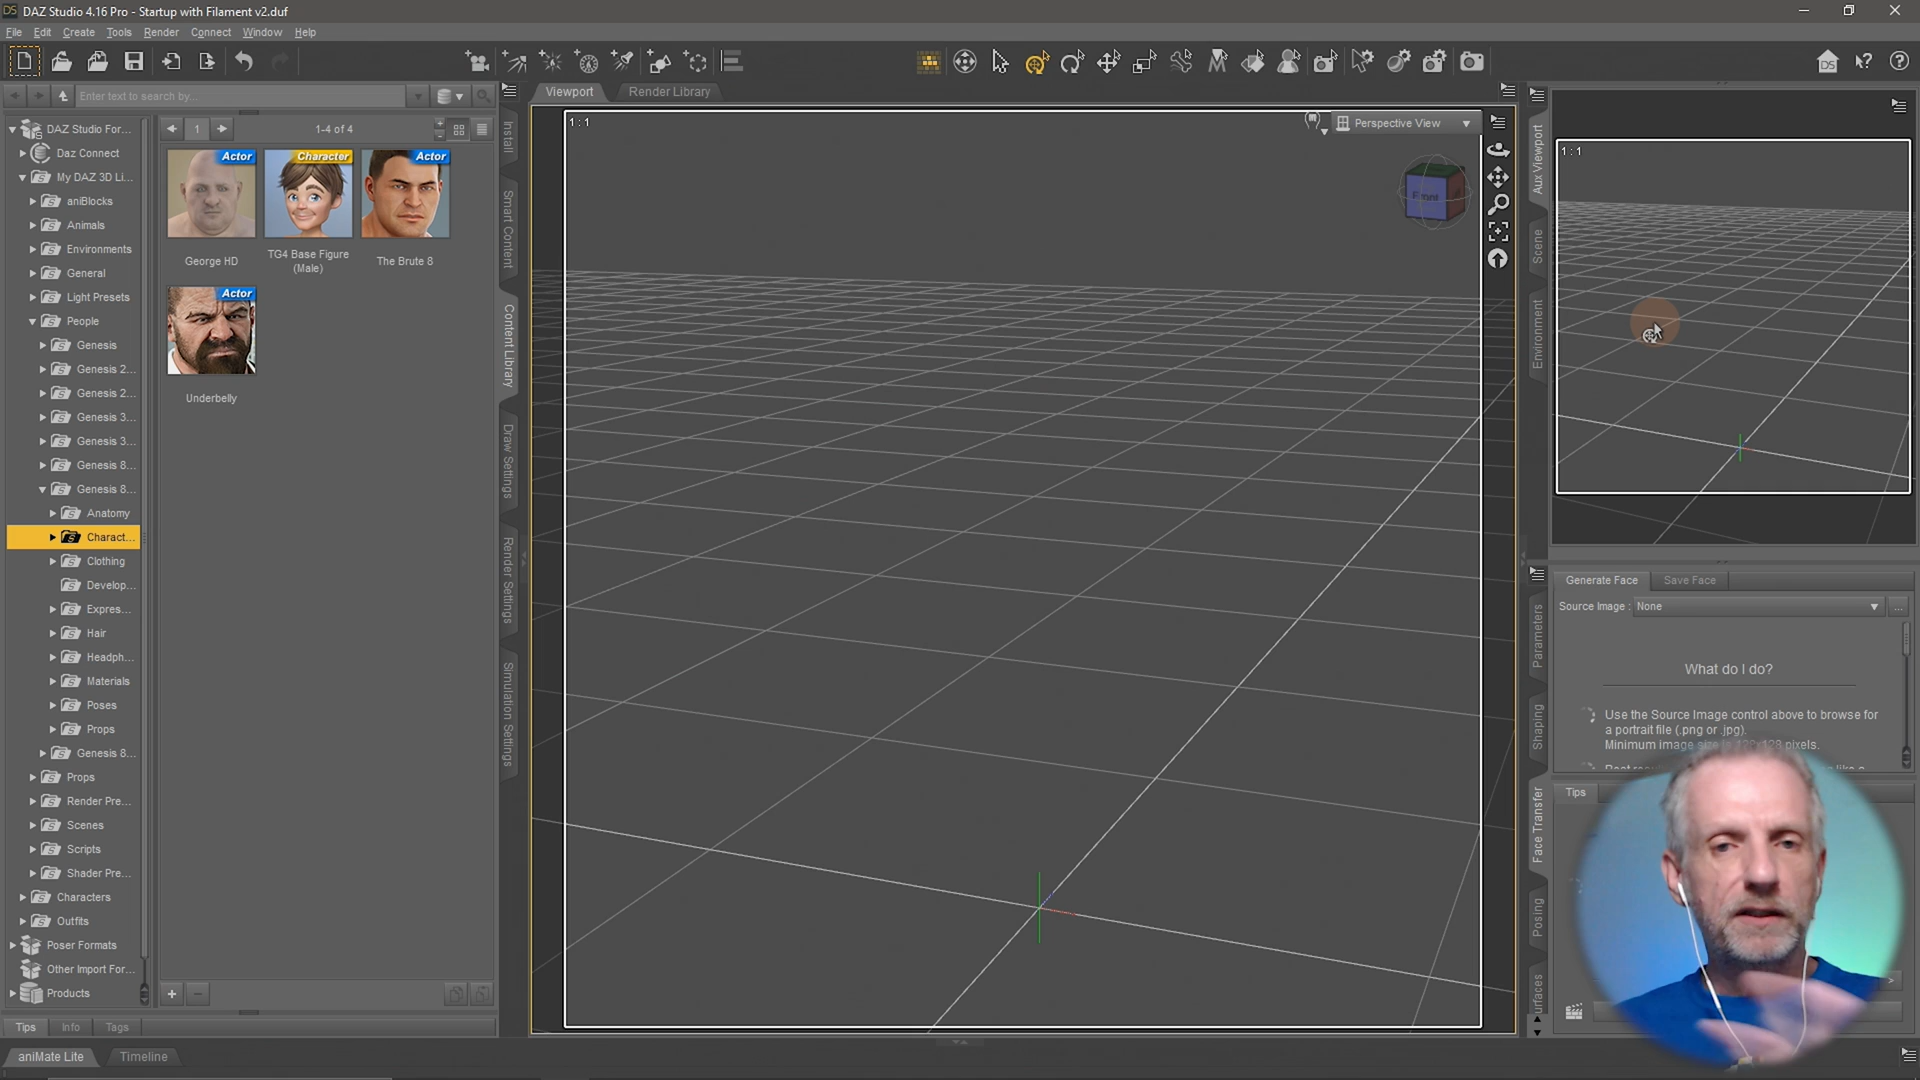 DAZ Studio 4.16 Pro - Startup with Filament v2.duf
File Edit Create Tools Render Connect Window Help
Enter text to search by...
Viewport
Render Library
DAZ Studio For...
Daz Connect
My DAZ 3D Li...
aniBlocks
Animals
Environments
General
Light Presets
People
Genesis
Genesis 2...
Genesis 2...
Genesis 3...
Genesis 3...
Genesis 8...
Genesis 8...
Anatomy
Charact...
Clothing
Develop...
Expres...
Hair
Headph...
Materials
Poses
Props
Genesis 8...
Props
Render Pre...
Scenes
Scripts
Shader Pre...
Characters
Outfits
Poser Formats
Other Import For...
Products
Tips
Info
Tags
aniMate Lite
Timeline
1
1-4 of 4
Actor
Character
Actor
George HD
TG4 Base Figure
(Male)
The Brute 8
Actor
Underbelly
Install
Smart Content
Content Library
Draw Settings
Render Settings
Simulation Settings
1 : 1
Perspective View
Front
Aux Viewport
Scene
Environment
1 : 1
Parameters
Shaping
Face Transfer
Posing
Generate Face
Save Face
Source Image :
None
...
What do I do?
Use the Source Image control above to browse for
a portrait file (.png or .jpg).
Minimum image size is 128x128 pixels.
Tips